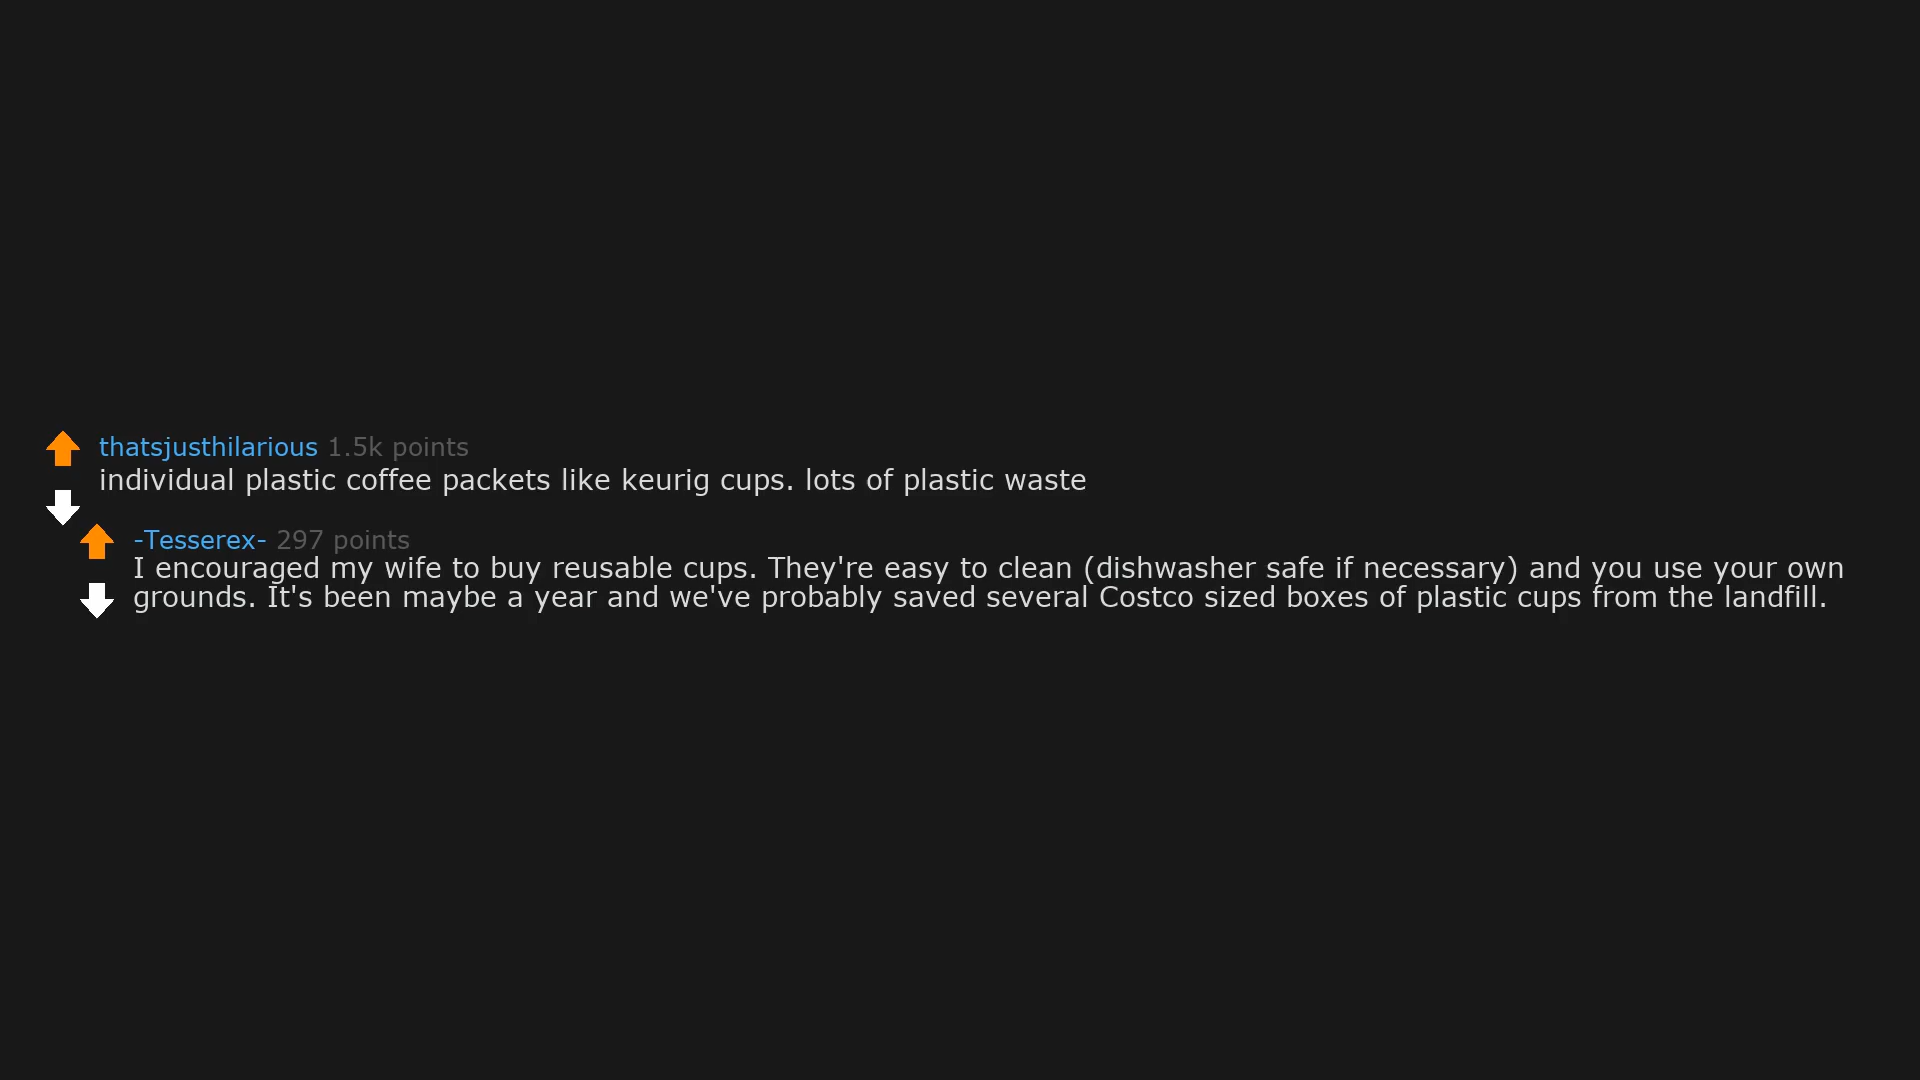 thatsjusthilarious 1.5k points
individual plastic coffee packets like keurig cups. lots of plastic waste
-Tesserex- 297 points
I encouraged my wife to buy reusable cups. They're easy to clean (dishwasher safe if necessary) and you use your own
grounds. It's been maybe a year and we've probably saved several Costco sized boxes of plastic cups from the landfill.